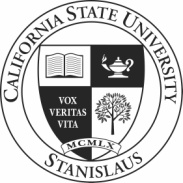 CALIFORNIA STATE UNIVERSITY
VOX
VERITAS
VITA
MCMLX
STANISLAUS